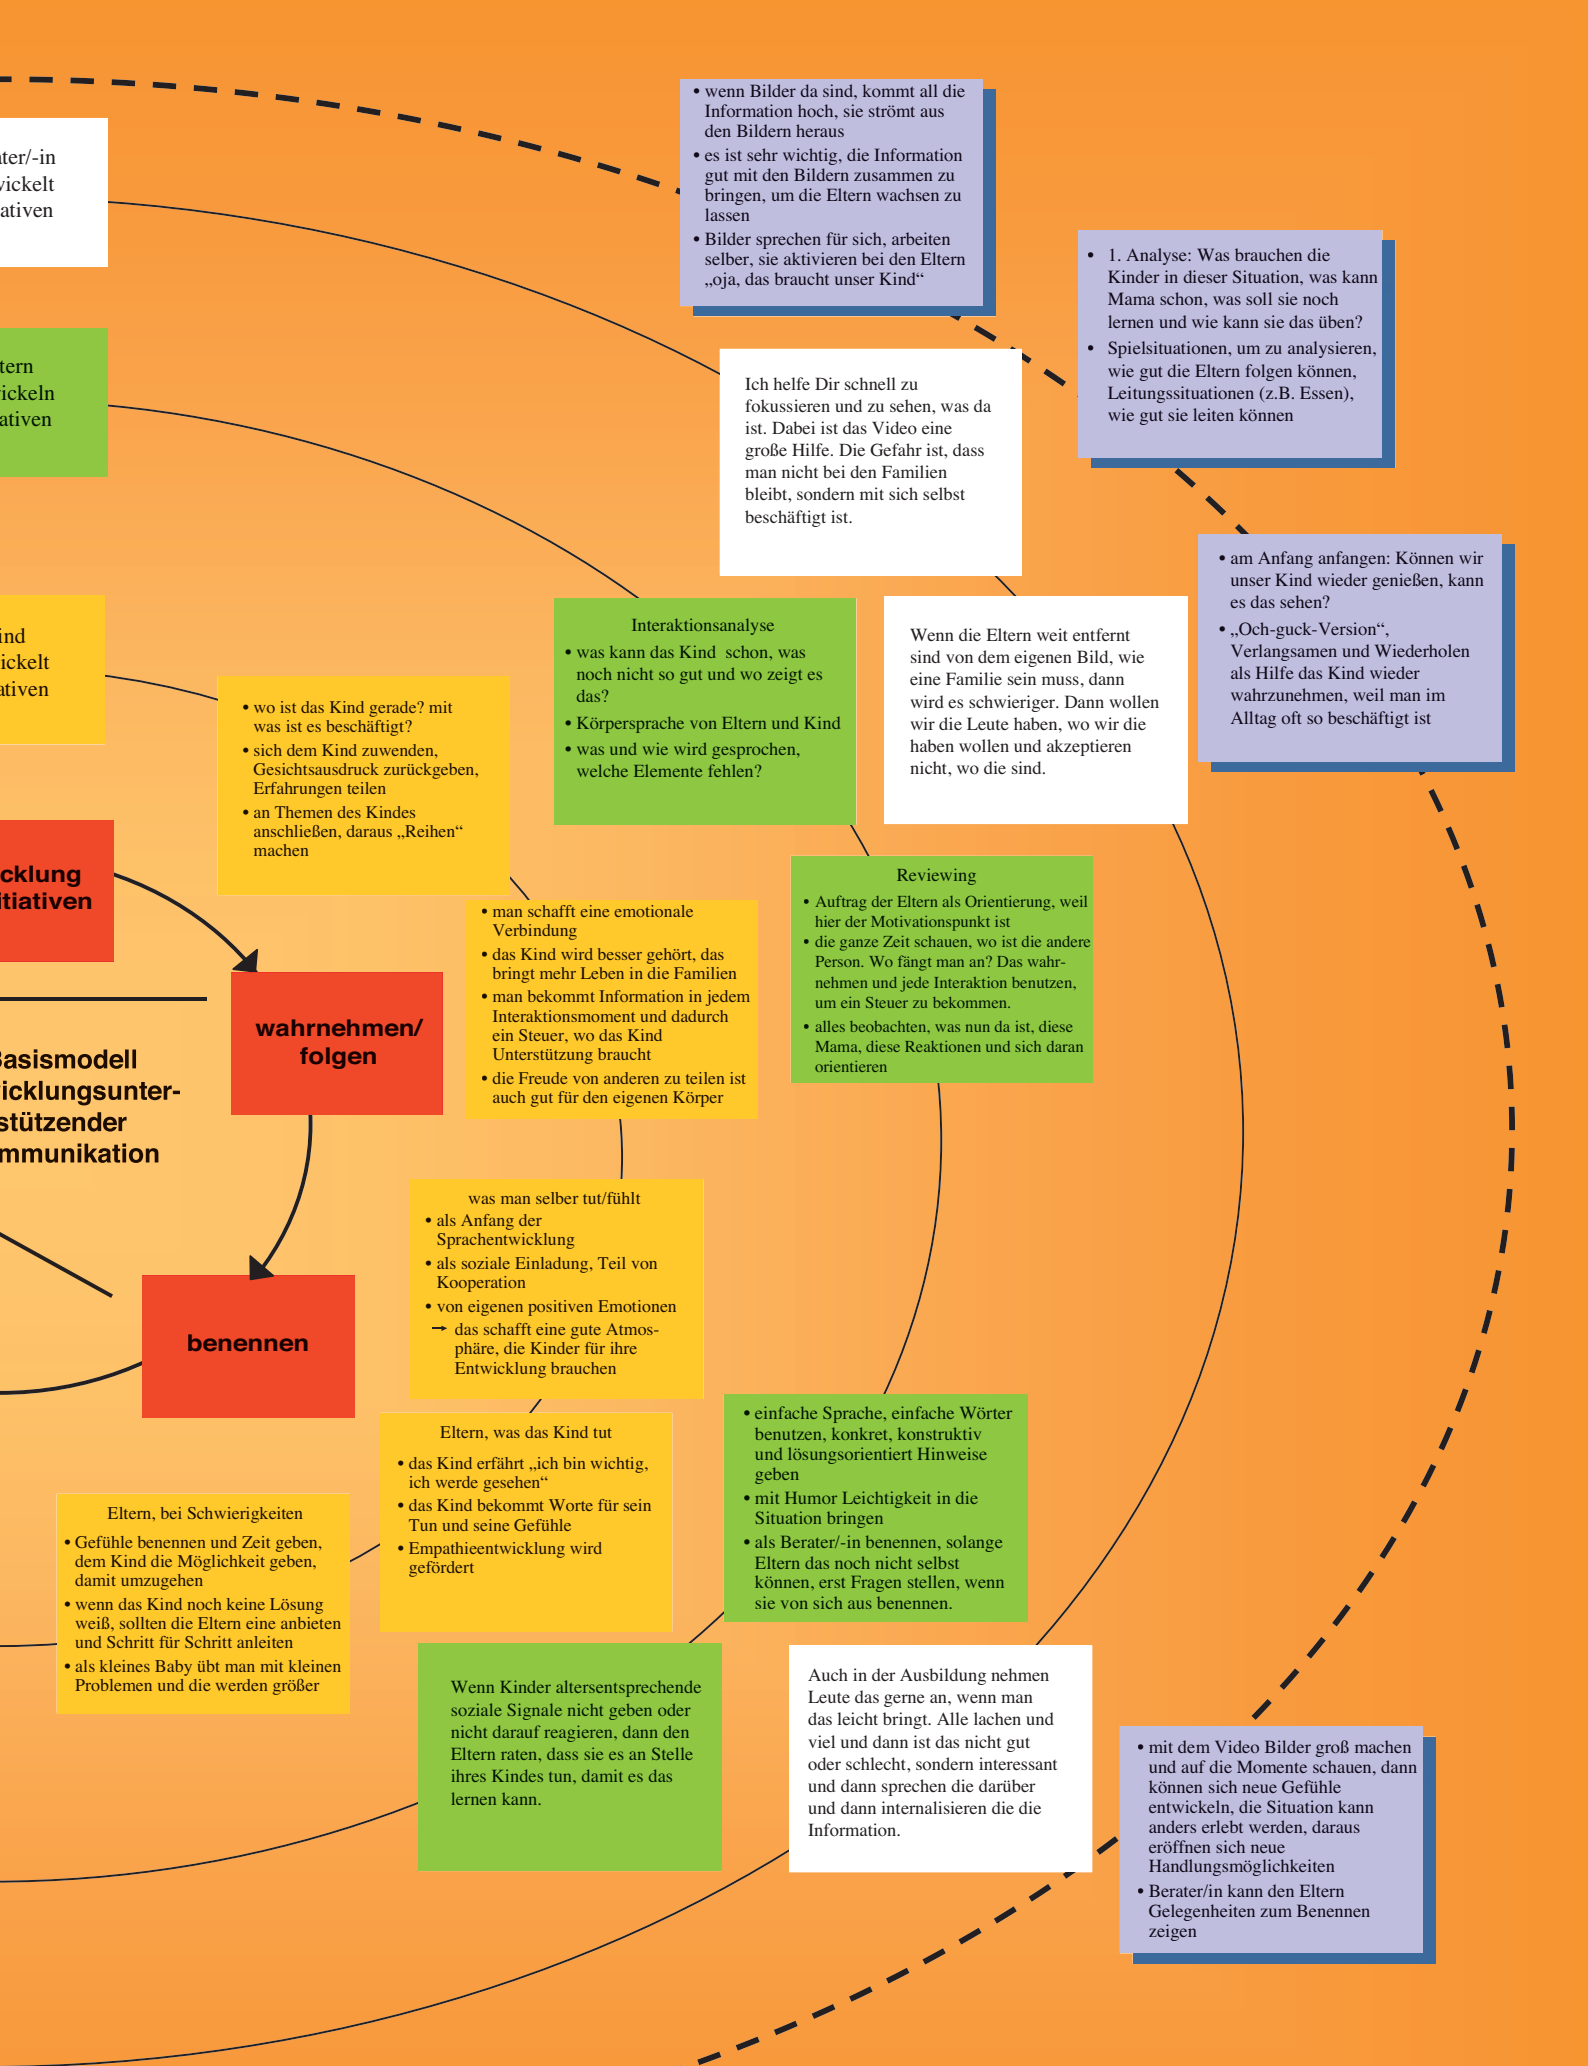 • wenn Bilder da sind, kommt all die
Information hoch, sie strömt aus
den Bildern heraus
• es ist sehr wichtig, die Information
gut mit den Bildern zusammen zu
bringen, um die Eltern wachsen zu
lassen
• Bilder sprechen für sich, arbeiten
selber, sie aktivieren bei den Eltern
„oja, das braucht unser Kind“
ater/-in
wickelt
iativen
• 1. Analyse: Was brauchen die
Kinder in dieser Situation, was kann
Mama schon, was soll sie noch
lernen und wie kann sie das üben?
• Spielsituationen, um zu analysieren,
wie gut die Eltern folgen können,
Leitungssituationen (z.B. Essen),
wie gut sie leiten können
tern
ickeln
ativen
Ich helfe Dir schnell zu
fokussieren und zu sehen, was da
ist. Dabei ist das Video eine
große Hilfe. Die Gefahr ist, dass
man nicht bei den Familien
bleibt, sondern mit sich selbst
beschäftigt ist.
• am Anfang anfangen: Können wir
unser Kind wieder genießen, kann
es das sehen?
• „Och-guck-Version“,
Verlangsamen und Wiederholen
als Hilfe das Kind wieder
wahrzunehmen, weil man im
Alltag oft so beschäftigt ist
ind
ickelt
ativen
Interaktionsanalyse
• was kann das Kind schon, was
noch nicht so gut und wo zeigt es
das?
• Körpersprache von Eltern und Kind
• was und wie wird gesprochen,
welche Elemente fehlen?
Wenn die Eltern weit entfernt
sind von dem eigenen Bild, wie
eine Familie sein muss, dann
wird es schwieriger. Dann wollen
wir die Leute haben, wo wir die
haben wollen und akzeptieren
nicht, wo die sind.
• wo ist das Kind gerade? mit
was ist es beschäftigt?
• sich dem Kind zuwenden,
Gesichtsausdruck zurückgeben,
Erfahrungen teilen
• an Themen des Kindes
anschließen, daraus „Reihen“
machen
cklung
itiativen
Reviewing
• Auftrag der Eltern als Orientierung, weil
hier der Motivationspunkt ist
• die ganze Zeit schauen, wo ist die andere
Person. Wo fängt man an? Das wahr-
nehmen und jede Interaktion benutzen,
um ein Steuer zu bekommen.
• alles beobachten, was nun da ist, diese
Mama, diese Reaktionen und sich daran
orientieren
• man schafft eine emotionale
Verbindung
• das Kind wird besser gehört, das
bringt mehr Leben in die Familien
• man bekommt Information in jedem
Interaktionsmoment und dadurch
ein Steuer, wo das Kind
Unterstützung braucht
• die Freude von anderen zu teilen ist
auch gut für den eigenen Körper
wahrnehmen/
folgen
Basismodell
wicklungsunter-
stützender
mmunikation
was man selber tut/fühlt
• als Anfang der
Sprachentwicklung
• als soziale Einladung, Teil von
Kooperation
• von eigenen positiven Emotionen
→ das schafft eine gute Atmos-
phäre, die Kinder für ihre
Entwicklung brauchen
benennen
• einfache Sprache, einfache Wörter
benutzen, konkret, konstruktiv
und lösungsorientiert Hinweise
geben
• mit Humor Leichtigkeit in die
Situation bringen
• als Berater/-in benennen, solange
Eltern das noch nicht selbst
können, erst Fragen stellen, wenn
sie von sich aus benennen.
Eltern, was das Kind tut
• das Kind erfährt „ich bin wichtig,
ich werde gesehen“
• das Kind bekommt Worte für sein
Tun und seine Gefühle
• Empathieentwicklung wird
gefördert
Eltern, bei Schwierigkeiten
• Gefühle benennen und Zeit geben,
dem Kind die Möglichkeit geben,
damit umzugehen
• wenn das Kind noch keine Lösung
weiß, sollten die Eltern eine anbieten
und Schritt für Schritt anleiten
• als kleines Baby übt man mit kleinen
Problemen und die werden größer
Wenn Kinder altersentsprechende
soziale Signale nicht geben oder
nicht darauf reagieren, dann den
Eltern raten, dass sie es an Stelle
ihres Kindes tun, damit es das
lernen kann.
Auch in der Ausbildung nehmen
Leute das gerne an, wenn man
das leicht bringt. Alle lachen und
viel und dann ist das nicht gut
oder schlecht, sondern interessant
und dann sprechen die darüber
und dann internalisieren die die
Information.
• mit dem Video Bilder groß machen
und auf die Momente schauen, dann
können sich neue Gefühle
entwickeln, die Situation kann
anders erlebt werden, daraus
eröffnen sich neue
Handlungsmöglichkeiten
• Berater/in kann den Eltern
Gelegenheiten zum Benennen
zeigen